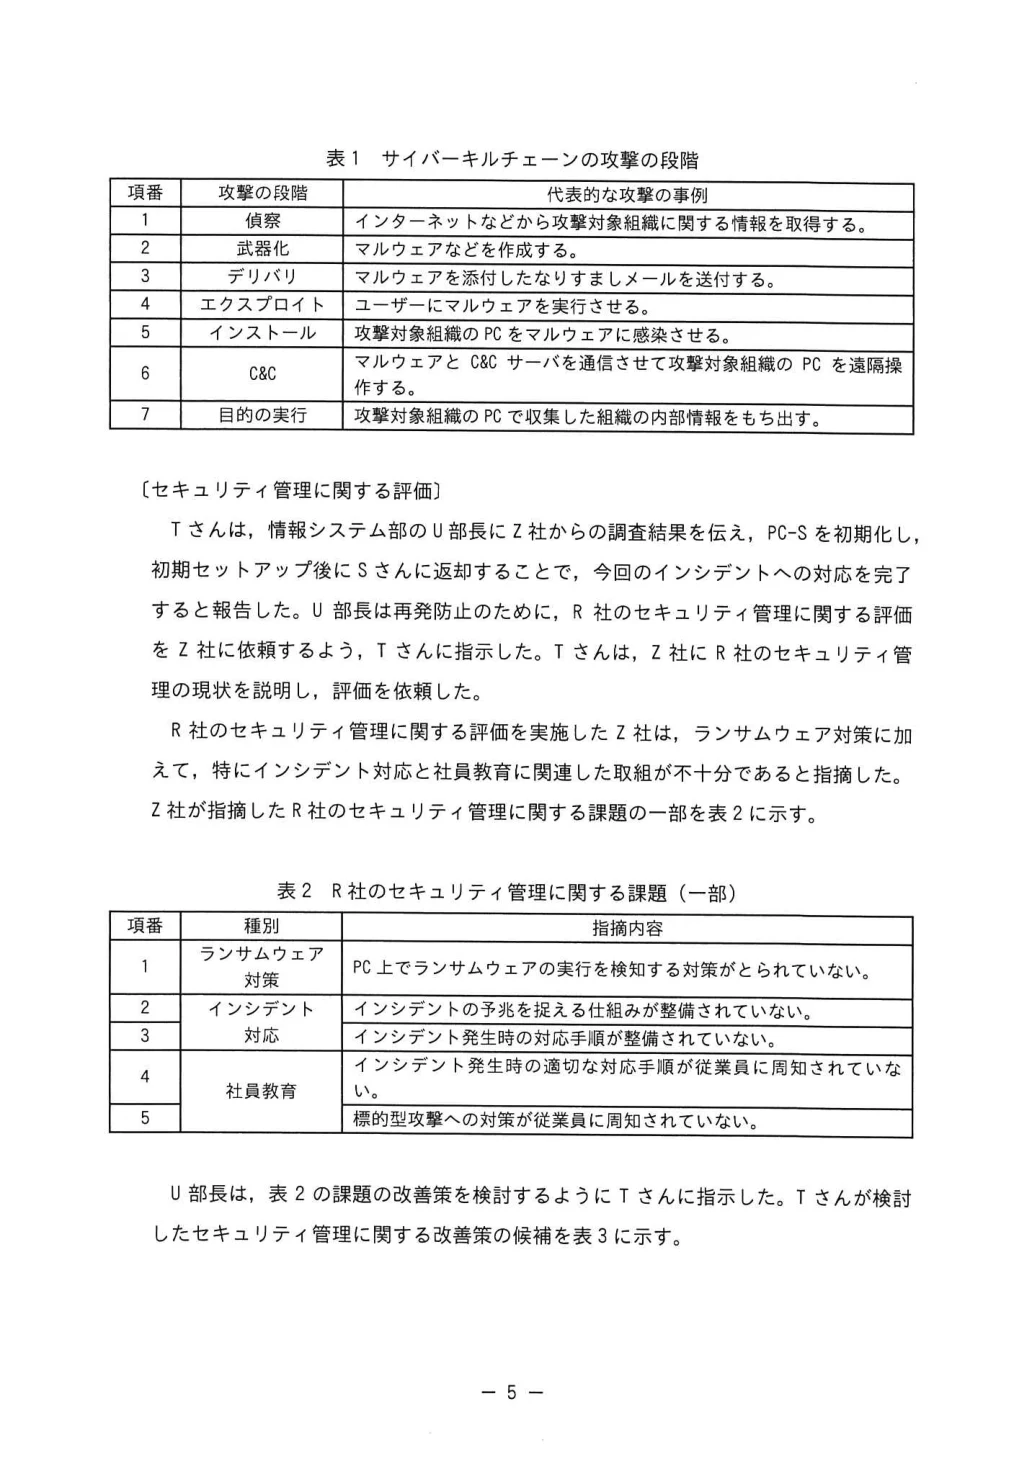 表1 サイバーキルチェーンの攻撃の段階
項番 攻撃の段階 代表的な攻撃の事例
1 偵察 インターネットなどから攻撃対象組織に関する情報を取得する。
2 武器化 マルウェアなどを作成する。
3 デリバリ マルウェアを添付したなりすましメールを送付する。
4 エクスプロイト ユーザーにマルウェアを実行させる。
5 インストール 攻撃対象組織の PC をマルウェアに感染させる。
6 C&C マルウェアと C&C サーバを通信させて攻撃対象組織の PC を遠隔操
作する。
7 目的の実行 攻撃対象組織の PC で収集した組織の内部情報をもち出す。
〔セキュリティ管理に関する評価〕
T さんは，情報システム部の U 部長に Z 社からの調査結果を伝え，PC-S を初期化し，
初期セットアップ後に S さんに返却することで，今回のインシデントへの対応を完了
すると報告した。U 部長は再発防止のために，R 社のセキュリティ管理に関する評価
を Z 社に依頼するよう，T さんに指示した。T さんは，Z 社に R 社のセキュリティ管
理の現状を説明し，評価を依頼した。
R 社のセキュリティ管理に関する評価を実施した Z 社は，ランサムウェア対策に加
えて，特にインシデント対応と社員教育に関連した取組が不十分であると指摘した。
Z 社が指摘した R 社のセキュリティ管理に関する課題の一部を表 2 に示す。
表2 R 社のセキュリティ管理に関する課題（一部）
項番 種別 指摘内容
1 ランサムウェア
対策 PC 上でランサムウェアの実行を検知する対策がとられていない。
2 インシデント
対応 インシデントの予兆を捉える仕組みが整備されていない。
3 インシデント発生時の対応手順が整備されていない。
4 社員教育 インシデント発生時の適切な対応手順が従業員に周知されていな
い。
5 標的型攻撃への対策が従業員に周知されていない。
U 部長は，表 2 の課題の改善策を検討するように T さんに指示した。T さんが検討
したセキュリティ管理に関する改善策の候補を表 3 に示す。
－ 5 －